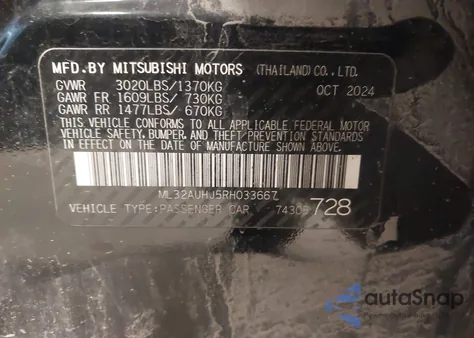 MFD.BY MITSUBISHI MOTORS (THAILAND) CO., LTD.
GVWR 3020LBS/1370KG OCT 2024
GAWR FR 1609LBS/ 730KG
GAWR RR 1477LBS/ 670KG
THIS VEHICLE CONFORMS TO ALL APPLICABLE FEDERAL MOTOR
VEHICLE SAFETY, BUMPER, AND THEFT PREVENTION STANDARDS
IN EFFECT ON THE DATE OF MANUFACTURE SHOWN ABOVE.
ML32AUHJ5RH033667
VEHICLE TYPE:PASSENGER CAR 74305 728
autaSnap